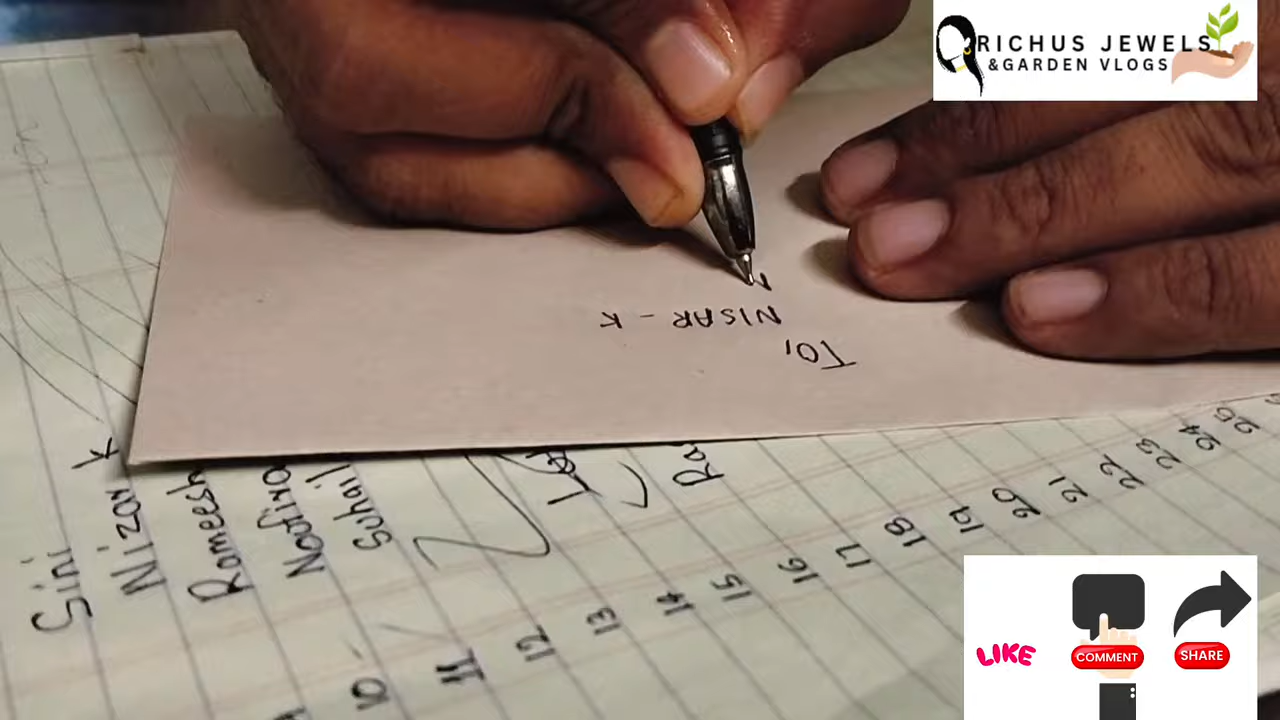 RICHUS JEWELS
&GARDEN VLOGS
TO,
NISAR - K
Sini
Nizar K
Rameesh
Suhail
Ra
10
11
12
13
14
15
16
17
18
19
20
21
22
23
24
25
LIKE
COMMENT
SHARE